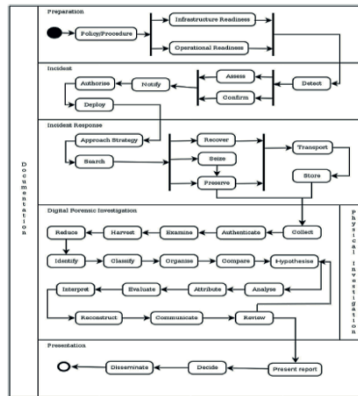 Preparation
Infrastructure Readiness
Policy/Procedure
Operational Readiness
Incident
Authorise
Notify
Assess
Confirm
Detect
Deploy
Incident Response
Approach Strategy
Search
Recover
Seize
Preserve
Transport
Store
Documentation
Digital Forensic Investigation
Reduce
Harvest
Examine
Authenticate
Collect
Identify
Classify
Organise
Compare
Hypothesise
Interpret
Evaluate
Attribute
Analyse
Reconstruct
Communicate
Review
Physical Investigation
Presentation
Disseminate
Decide
Present report